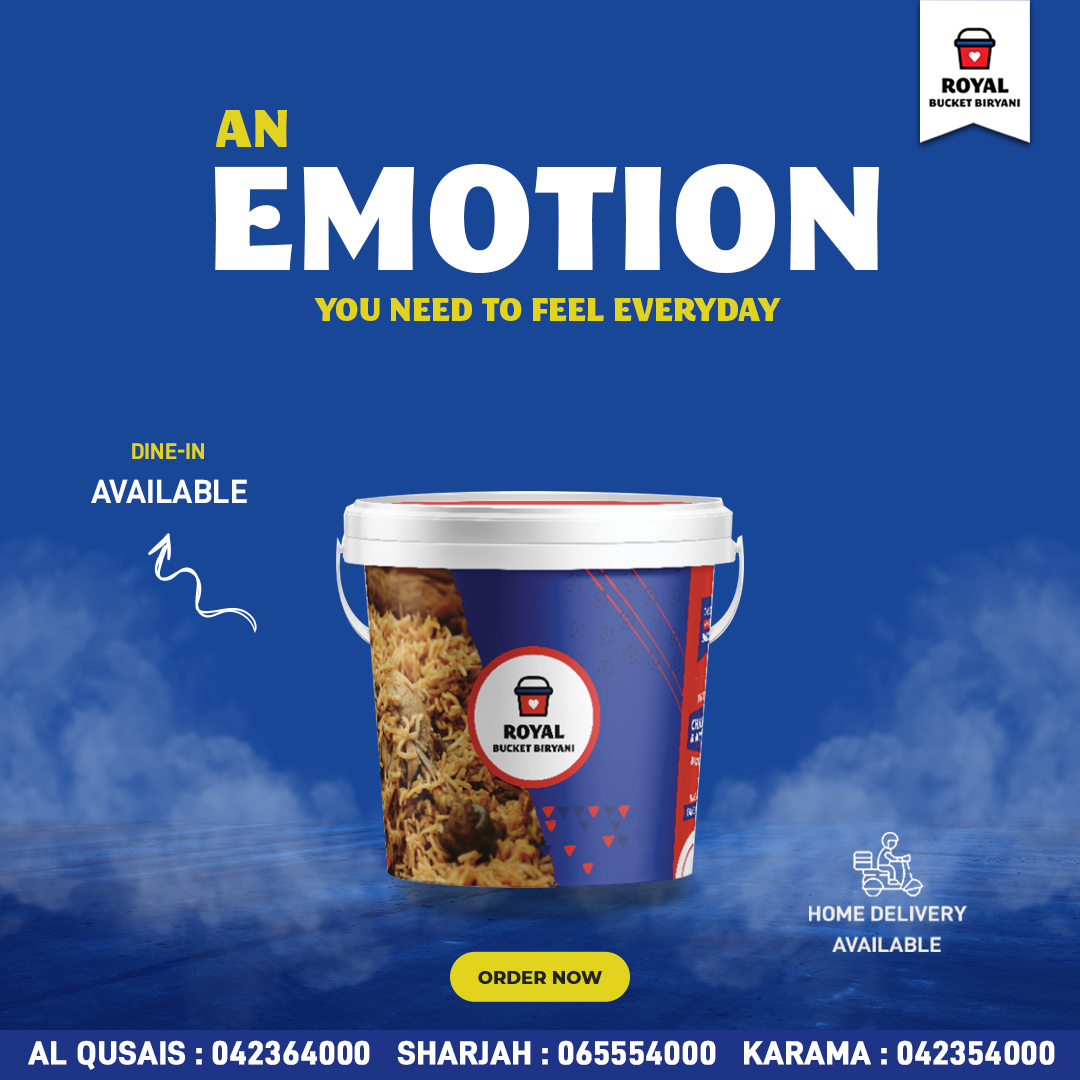 ROYAL
BUCKET BIRYANI
AN
EMOTION
YOU NEED TO FEEL EVERYDAY
DINE-IN
AVAILABLE
ROYAL
BUCKET BIRYANI
HOME DELIVERY
AVAILABLE
ORDER NOW
AL QUSAIS : 042364000 SHARJAH : 065554000 KARAMA : 042354000